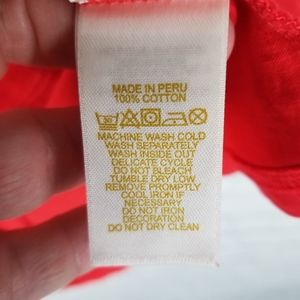 MADE IN PERU
100% COTTON
MACHINE WASH COLD
WASH SEPARATELY
WASH INSIDE OUT
DELICATE CYCLE
DO NOT BLEACH
TUMBLE DRY LOW
REMOVE PROMPTLY
COOL IRON IF
NECESSARY
DO NOT IRON
DECORATION
DO NOT DRY CLEAN